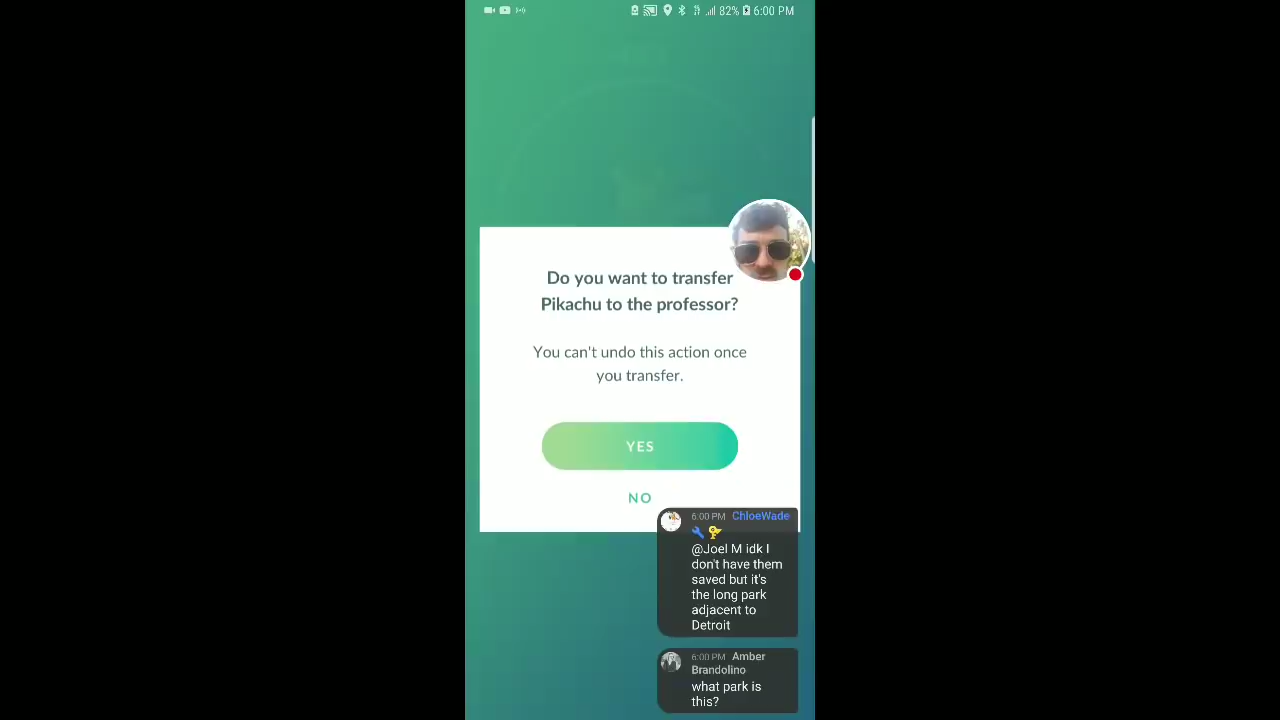 82% 6:00 PM
Do you want to transfer
Pikachu to the professor?
You can't undo this action once
you transfer.
YES
NO
6:00 PM ChloeWade
@Joel M idk I
don't have them
saved but it's
the long park
adjacent to
Detroit
6:00 PM Amber
Brandolino
what park is
this?